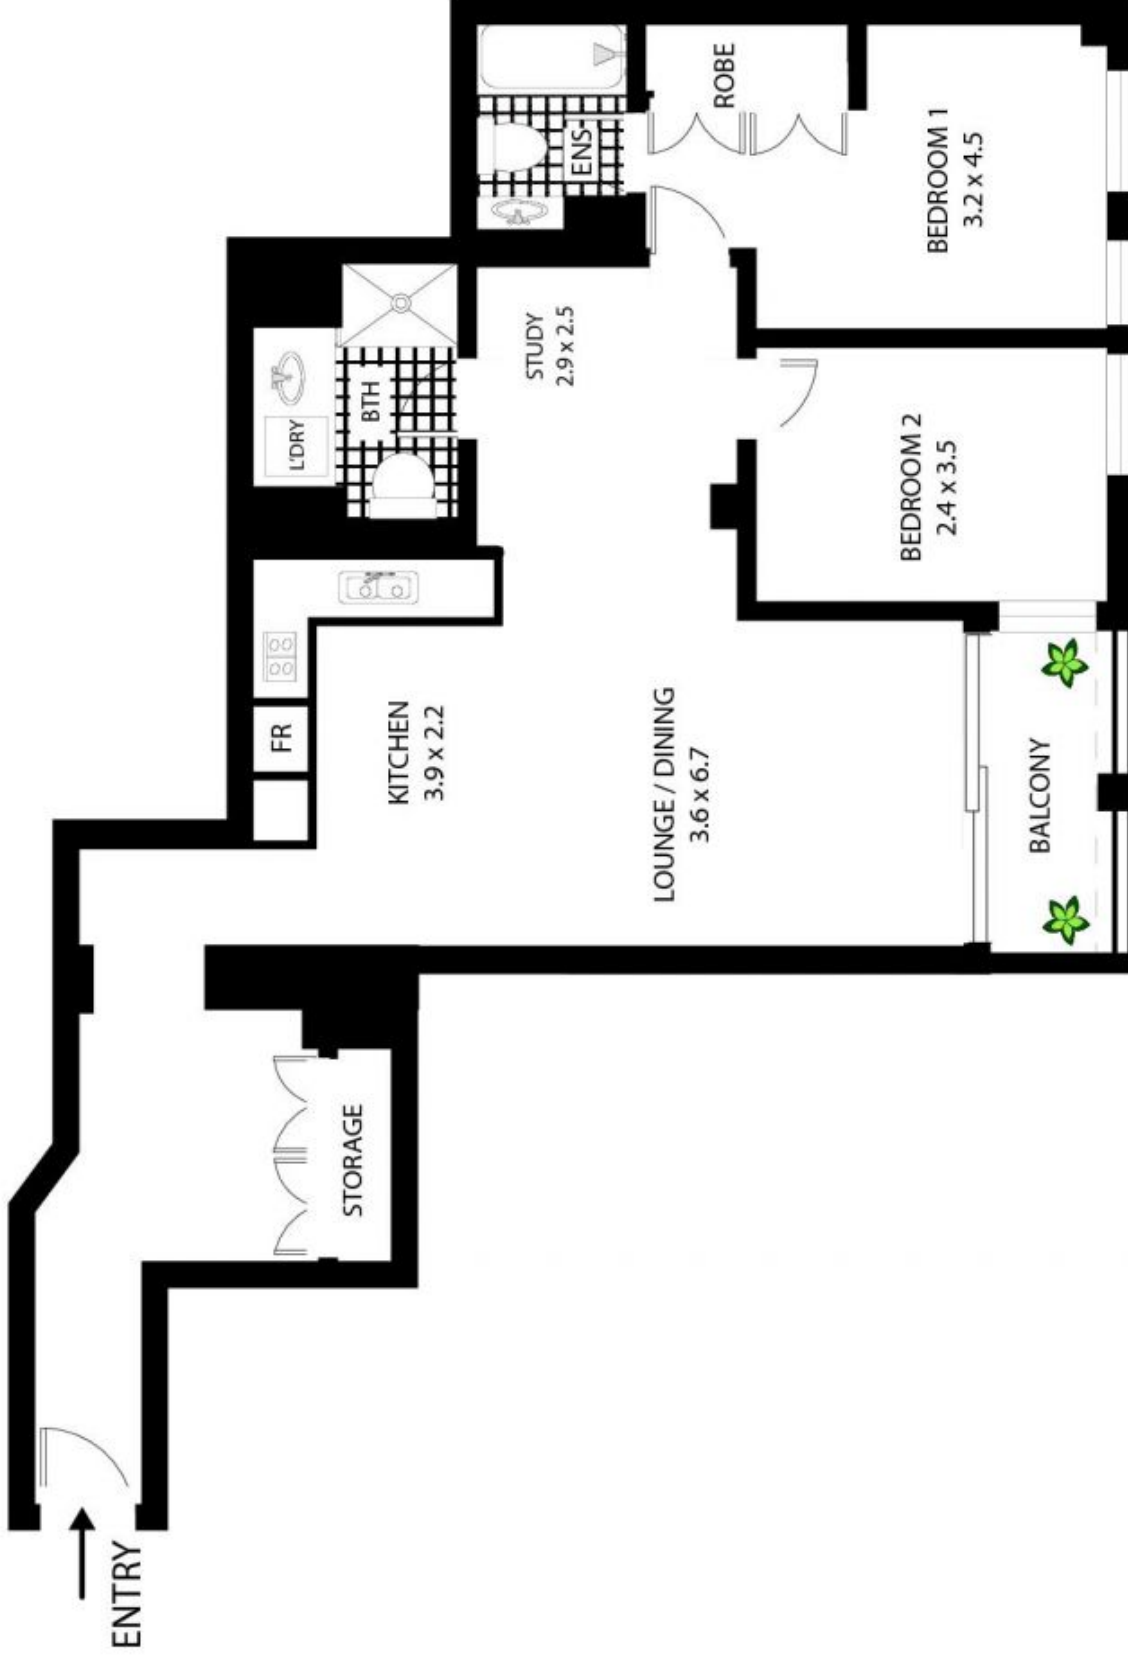 ROBE
ENS
BEDROOM 1
3.2 x 4.5
STUDY
2.9 x 2.5
BTH
L'DRY
BEDROOM 2
2.4 x 3.5
FR
KITCHEN
3.9 x 2.2
LOUNGE / DINING
3.6 x 6.7
BALCONY
STORAGE
ENTRY